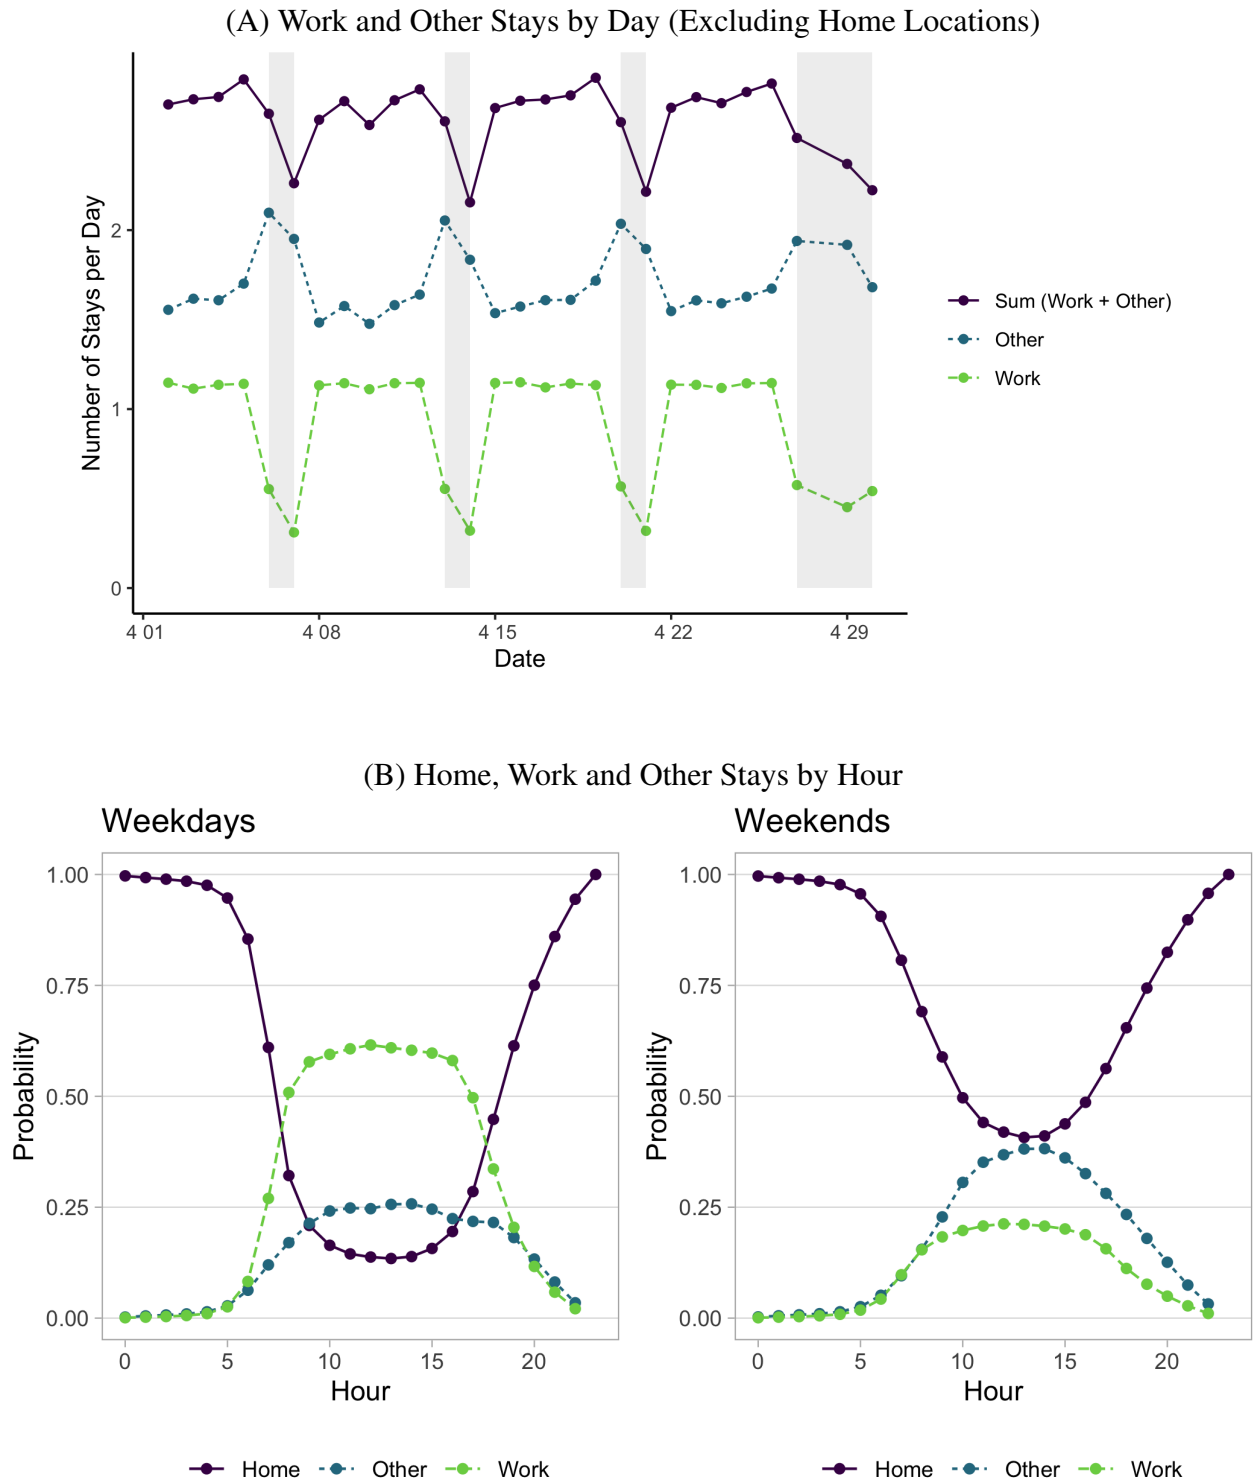 (A) Work and Other Stays by Day (Excluding Home Locations)
Number of Stays per Day
2
1
0
4 01
4 08
4 15
4 22
4 29
Date
Sum (Work + Other)
Other
Work
(B) Home, Work and Other Stays by Hour
Weekdays
Probability
1.00
0.75
0.50
0.25
0.00
0
5
10
15
20
Hour
Home
Other
Work
Weekends
Probability
1.00
0.75
0.50
0.25
0.00
0
5
10
15
20
Hour
Home
Other
Work